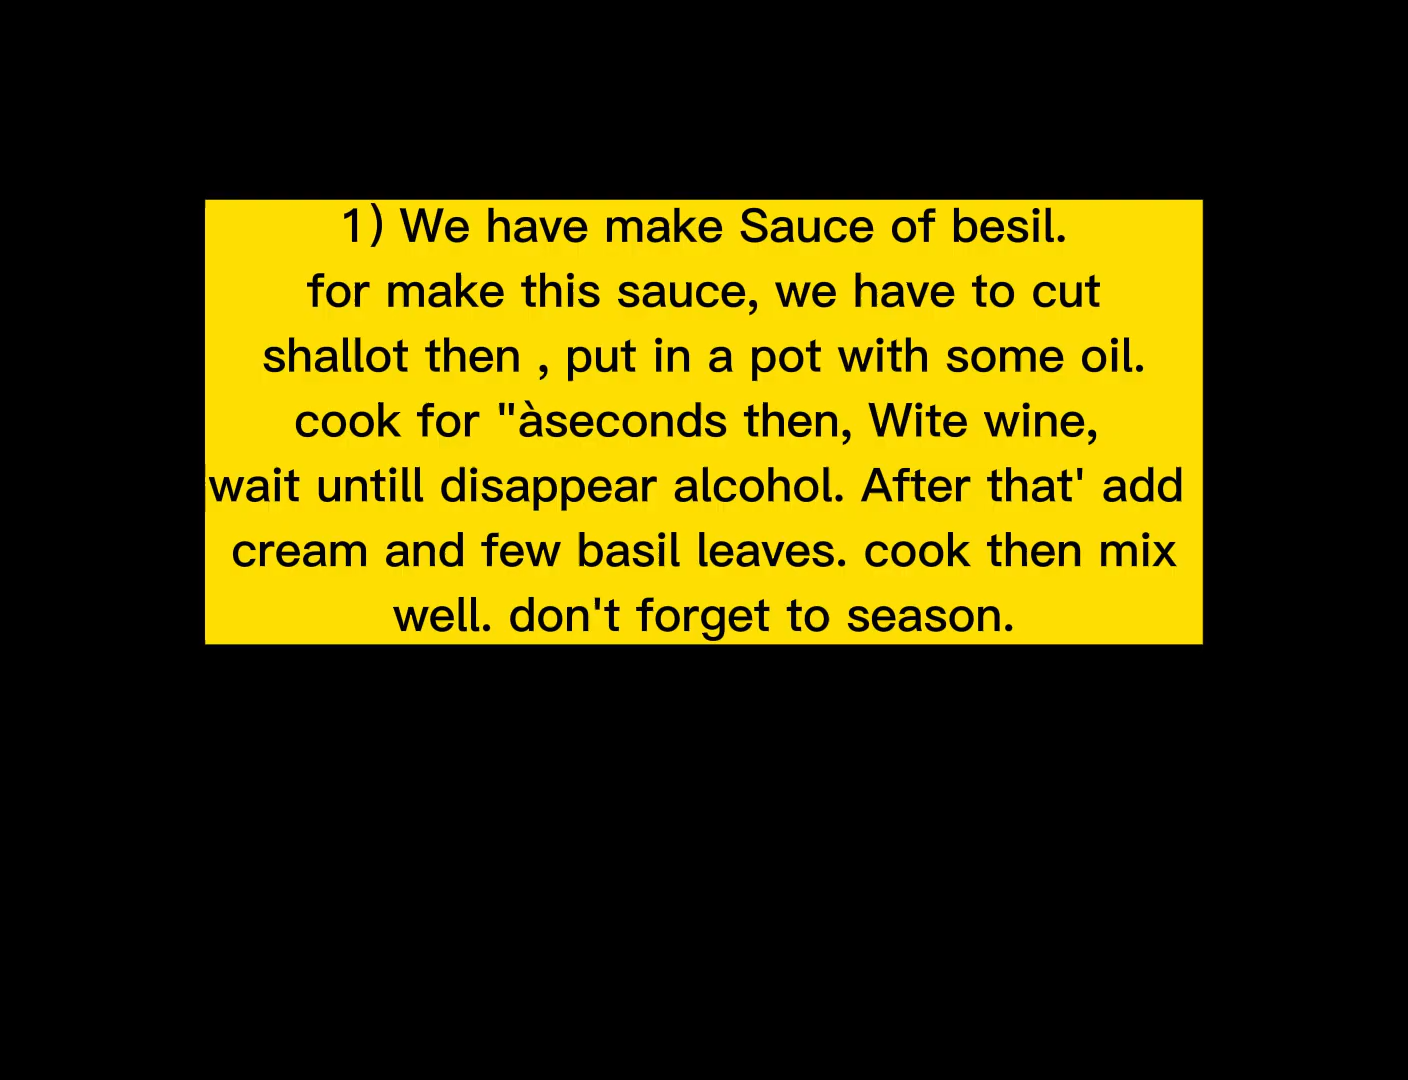 1) We have make Sauce of besil.
for make this sauce, we have to cut
shallot then , put in a pot with some oil.
cook for "àseconds then, Wite wine,
wait untill disappear alcohol. After that' add
cream and few basil leaves. cook then mix
well. don't forget to season.